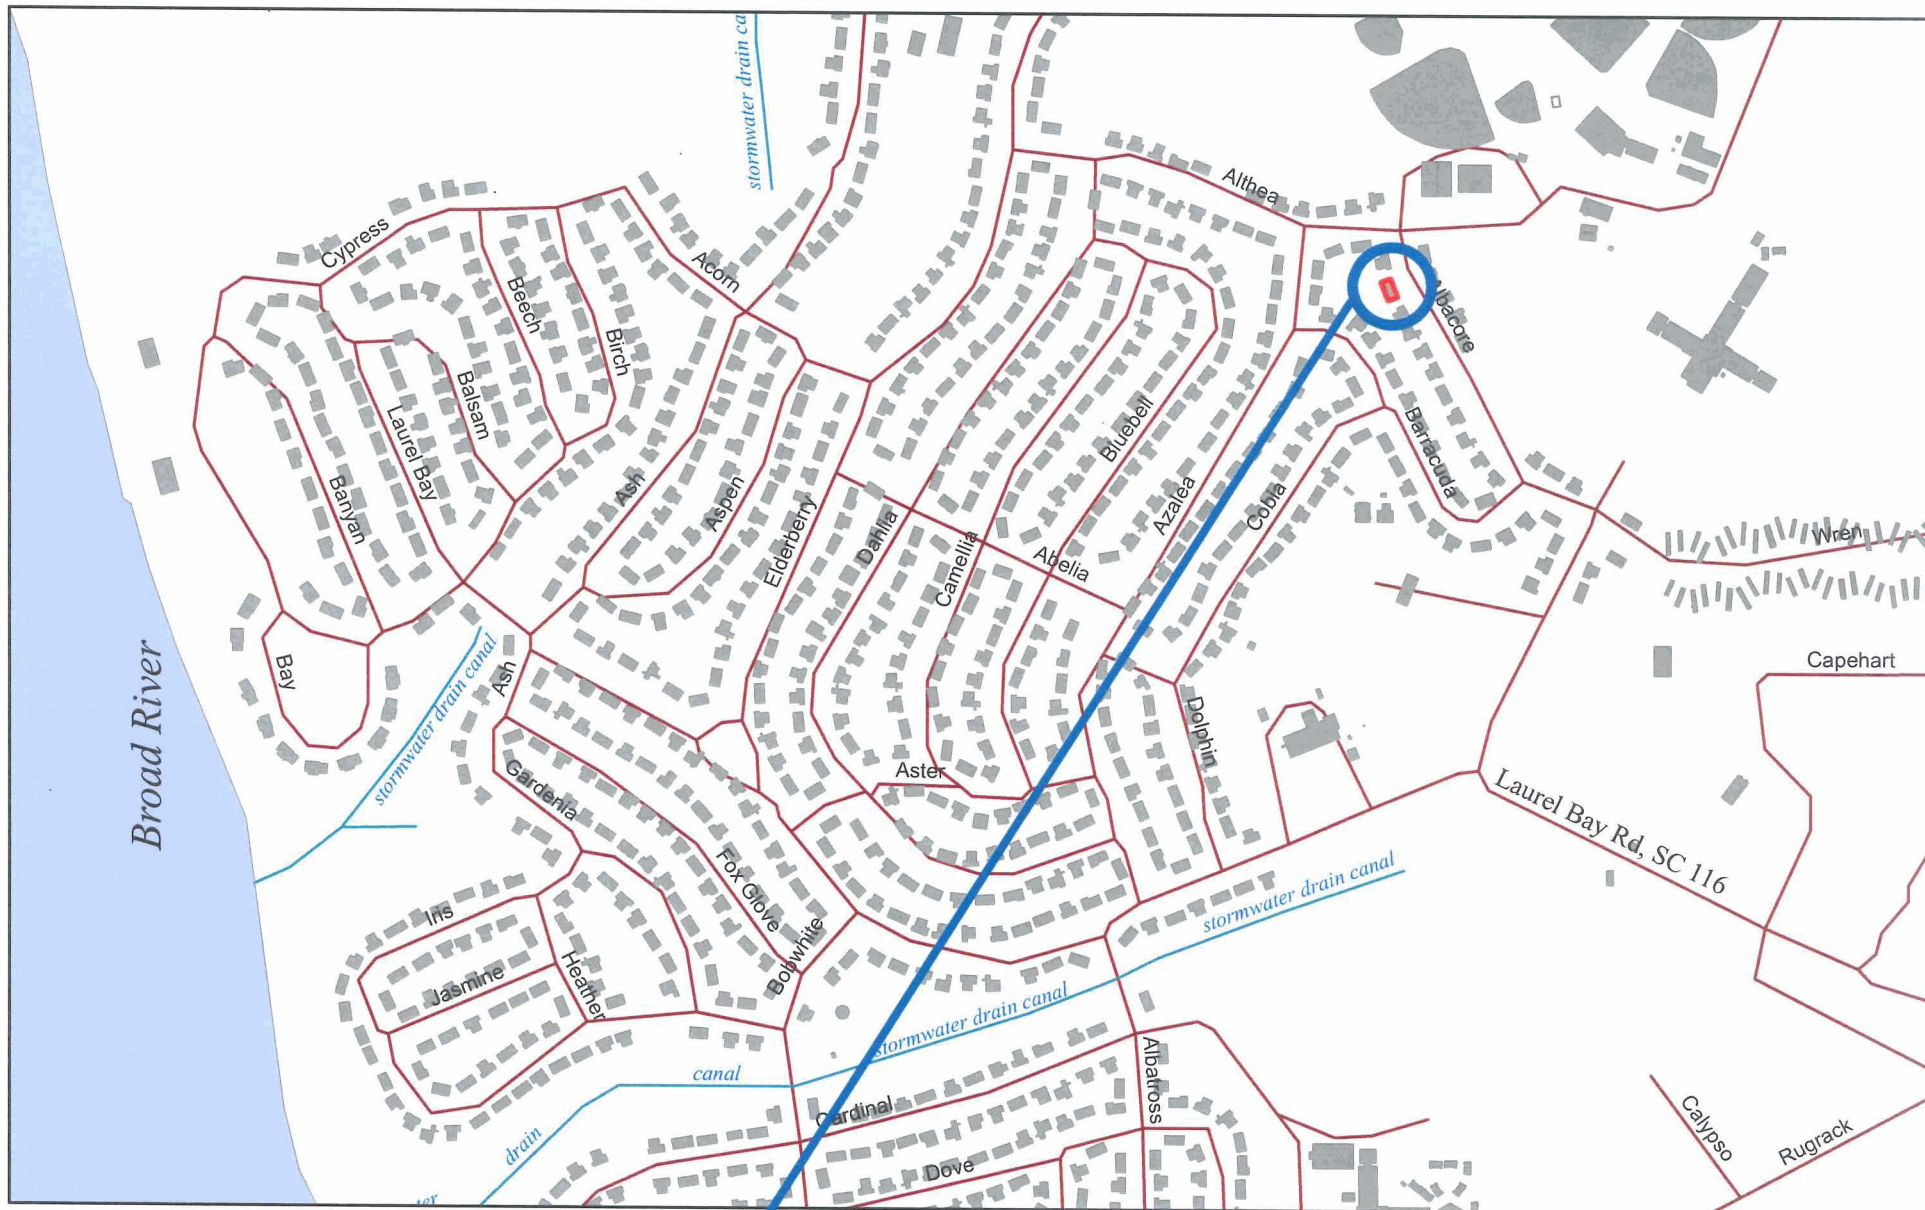 stormwater drain ca
Althea
Cypress
Acorn
Beech
Birch
Albacore
Balsam
Laurel Bay
Bluebell
Barracuda
Banyan
Ash
Aspen
Azalea
Cobia
Elderberry
Dahlia
Camellia
Abelia
Wren
Broad River
Bay
stormwater drain canal
Ash
Capehart
Dolphin
Aster
Gardenia
Laurel Bay Rd, SC 116
Fox Glove
stormwater drain canal
Iris
Bobwhite
Heather
Jasmine
stormwater drain canal
canal
Albatross
Cardinal
drain
Calypso
Rugrack
Dove
ter